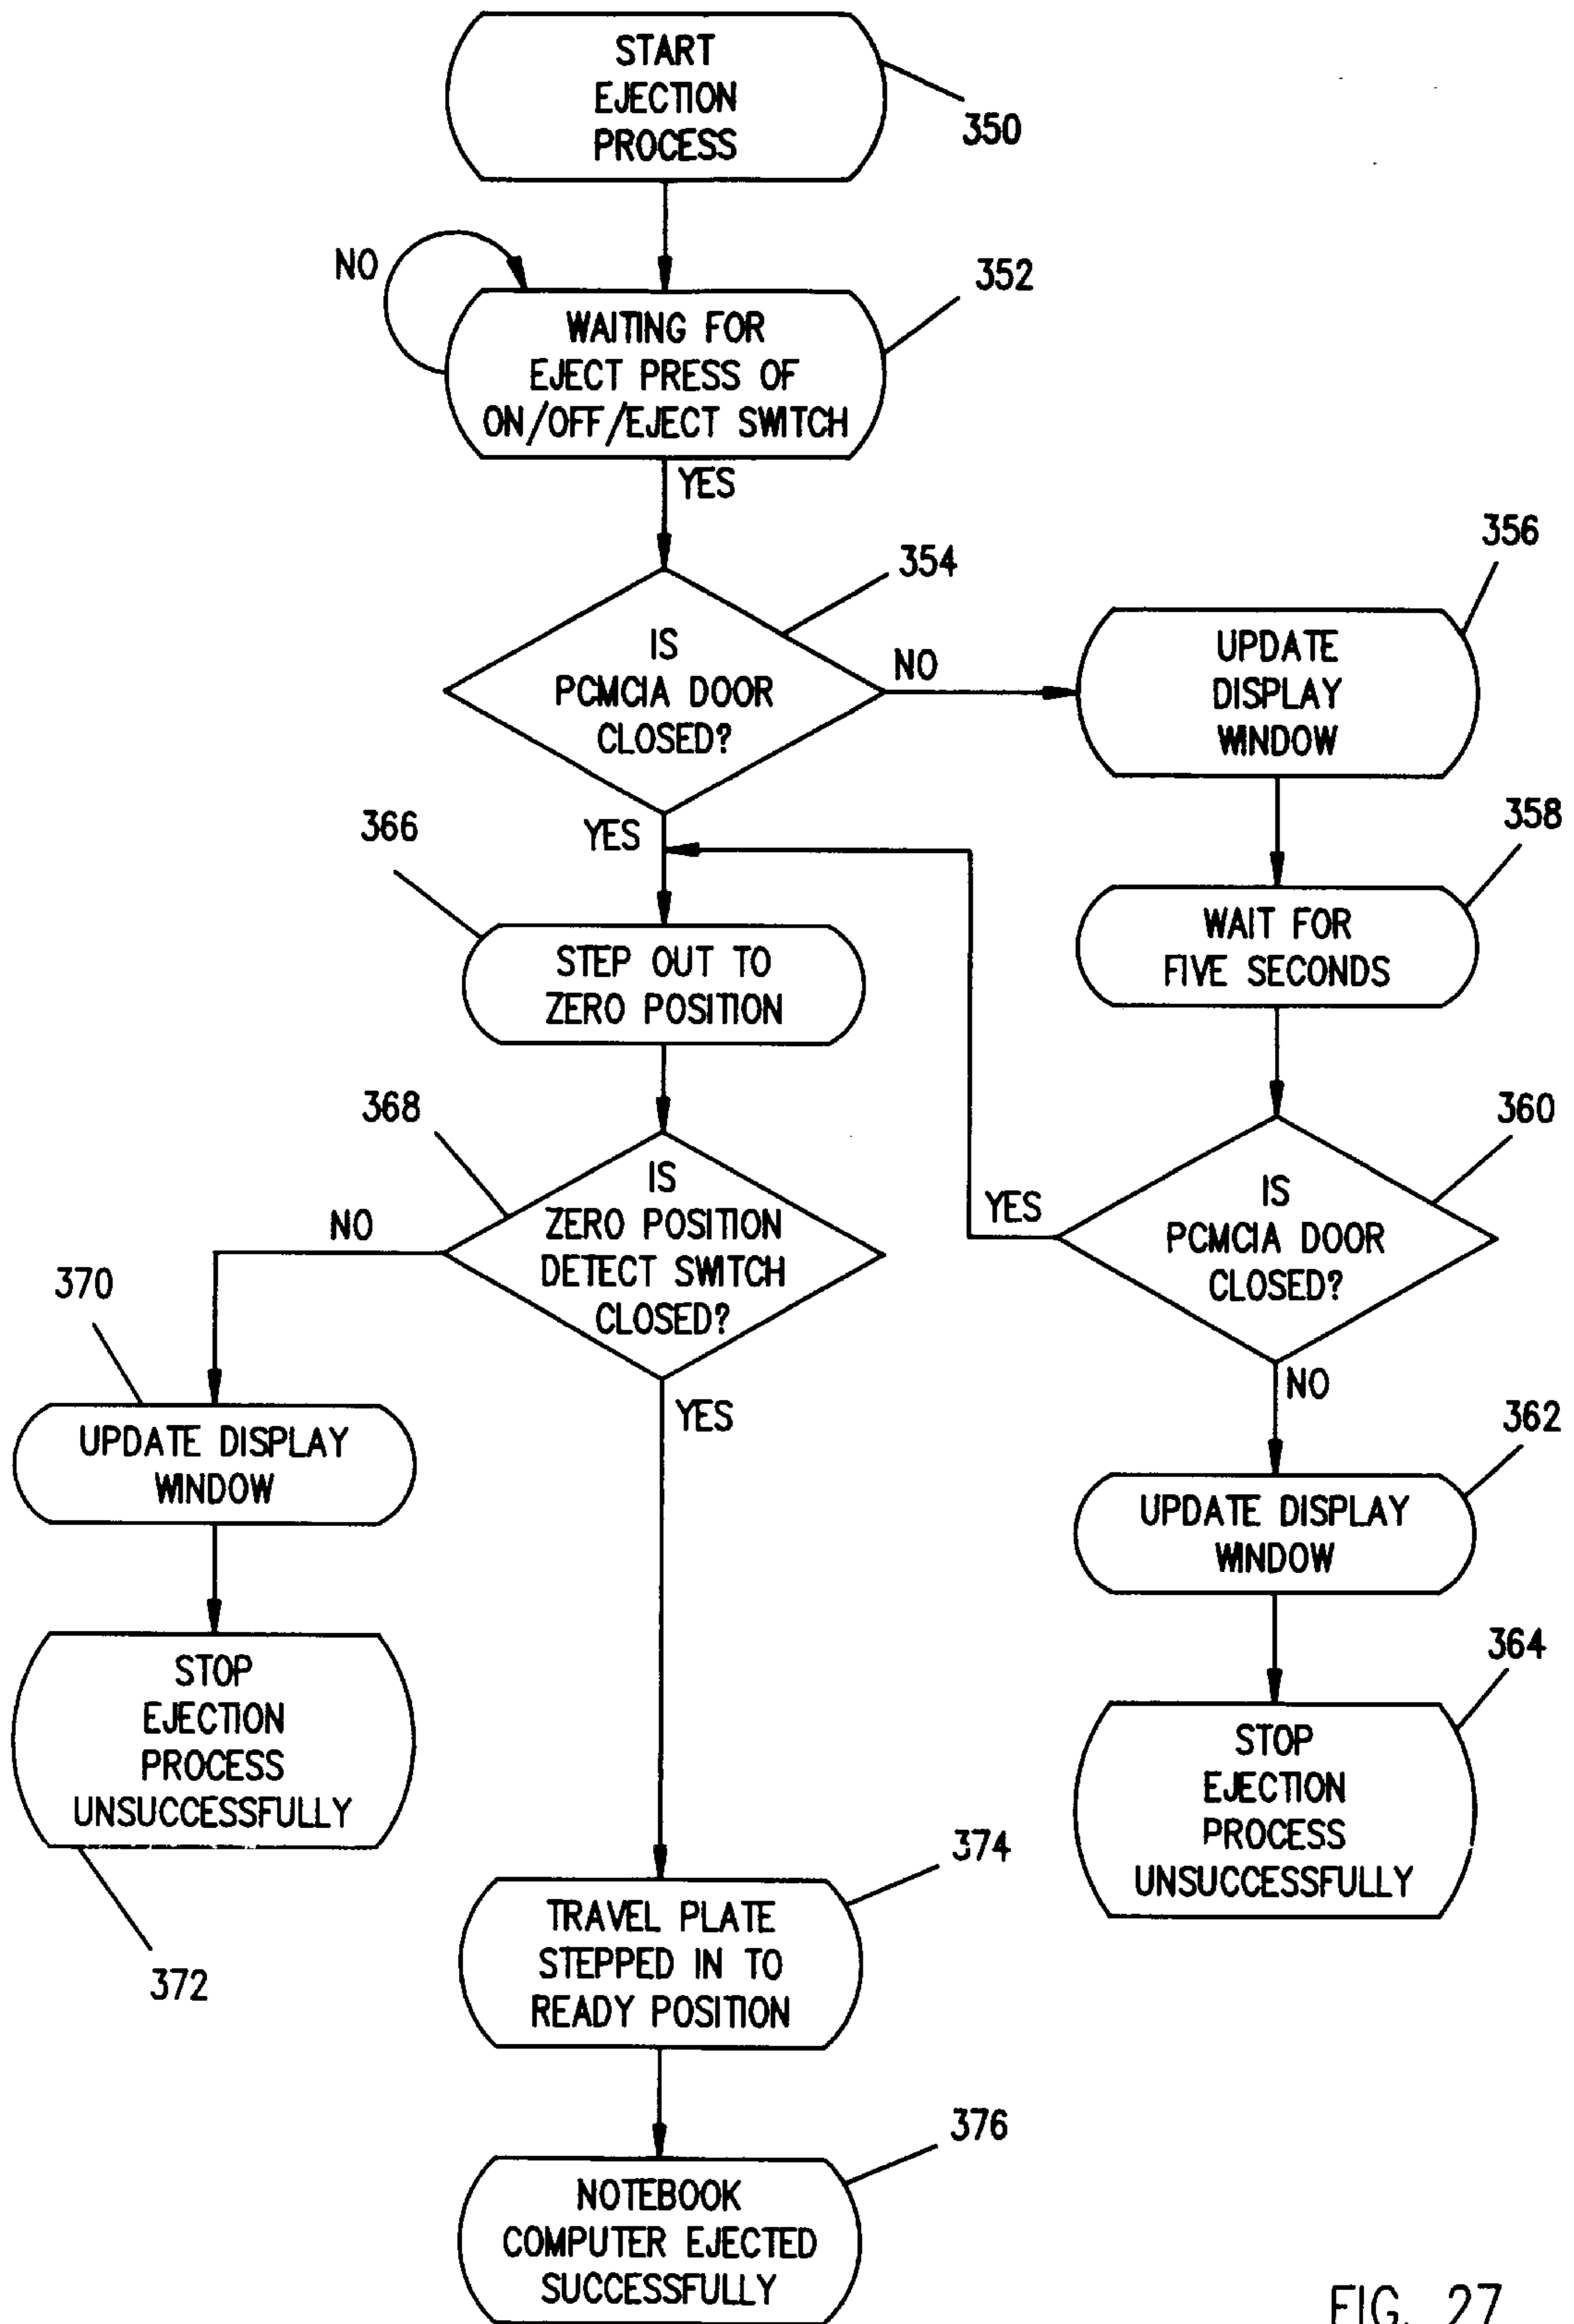 START
EJECTION
PROCESS
350
NO
352
WAITING FOR
EJECT PRESS OF
ON/OFF/EJECT SWITCH
YES
354
IS
PCMCIA DOOR
CLOSED?
NO
356
UPDATE
DISPLAY
WINDOW
YES
358
WAIT FOR
FIVE SECONDS
366
STEP OUT TO
ZERO POSITION
360
IS
PCMCIA DOOR
CLOSED?
YES
NO
368
IS
ZERO POSITION
DETECT SWITCH
CLOSED?
NO
YES
370
UPDATE DISPLAY
WINDOW
362
UPDATE DISPLAY
WINDOW
STOP
EJECTION
PROCESS
UNSUCCESSFULLY
372
364
STOP
EJECTION
PROCESS
UNSUCCESSFULLY
374
TRAVEL PLATE
STEPPED IN TO
READY POSITION
376
NOTEBOOK
COMPUTER EJECTED
SUCCESSFULLY
FIG. 27